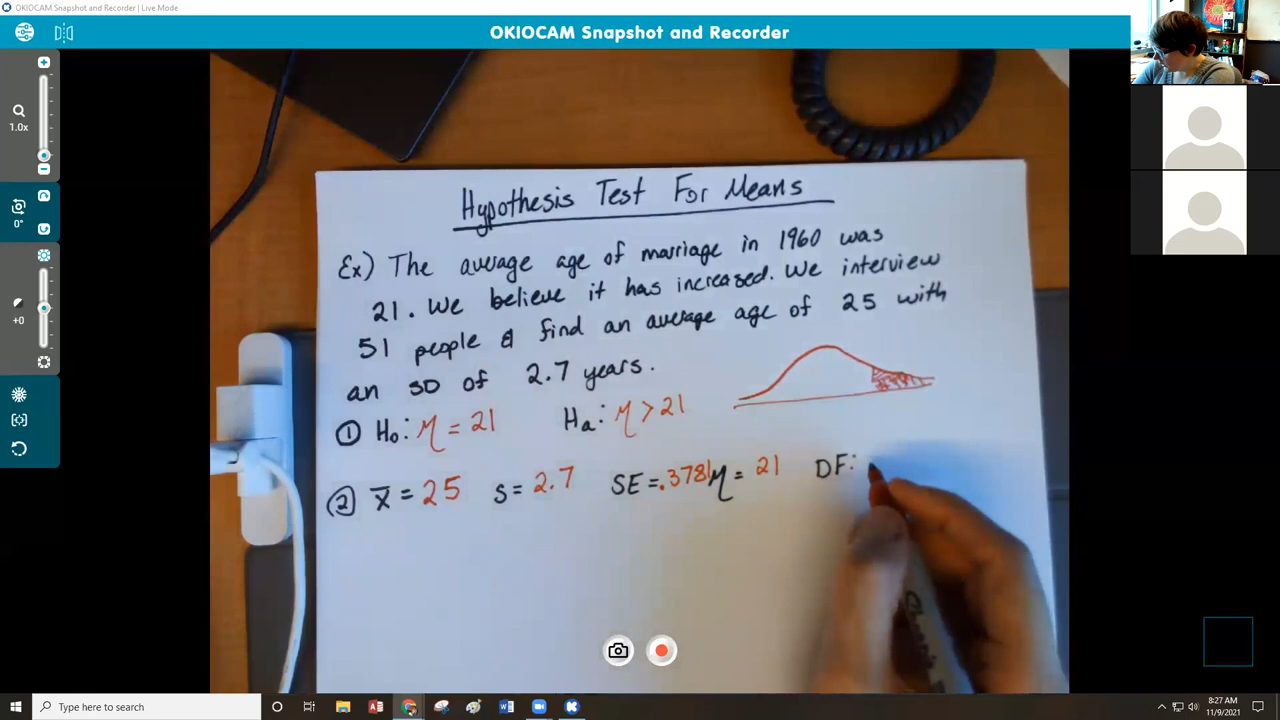 OKIOCAM Snapshot and Recorder | Live Mode
OKIOCAM Snapshot and Recorder
1.0x
0°
+0
Hypothesis Test For Means
Ex) The average age of marriage in 1960 was
21. We believe it has increased. We interview
51 people & find an average age of 25 with
an SD of 2.7 years.
① H₀: μ = 21 Hₐ: μ > 21
② x̄ = 25 s = 2.7 SE = .3781 μ = 21 DF:
Type here to search
8:27 AM
11/9/2021